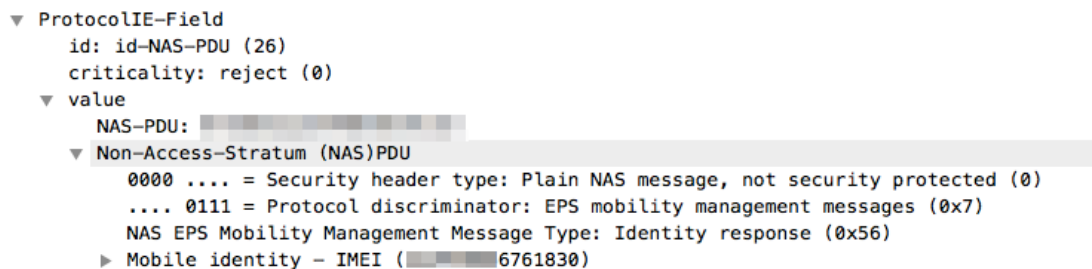 ProtocolIE-Field
id: id-NAS-PDU (26)
criticality: reject (0)
value
NAS-PDU:
Non-Access-Stratum (NAS)PDU
0000 .... = Security header type: Plain NAS message, not security protected (0)
.... 0111 = Protocol discriminator: EPS mobility management messages (0x7)
NAS EPS Mobility Management Message Type: Identity response (0x56)
Mobile identity - IMEI (6761830)